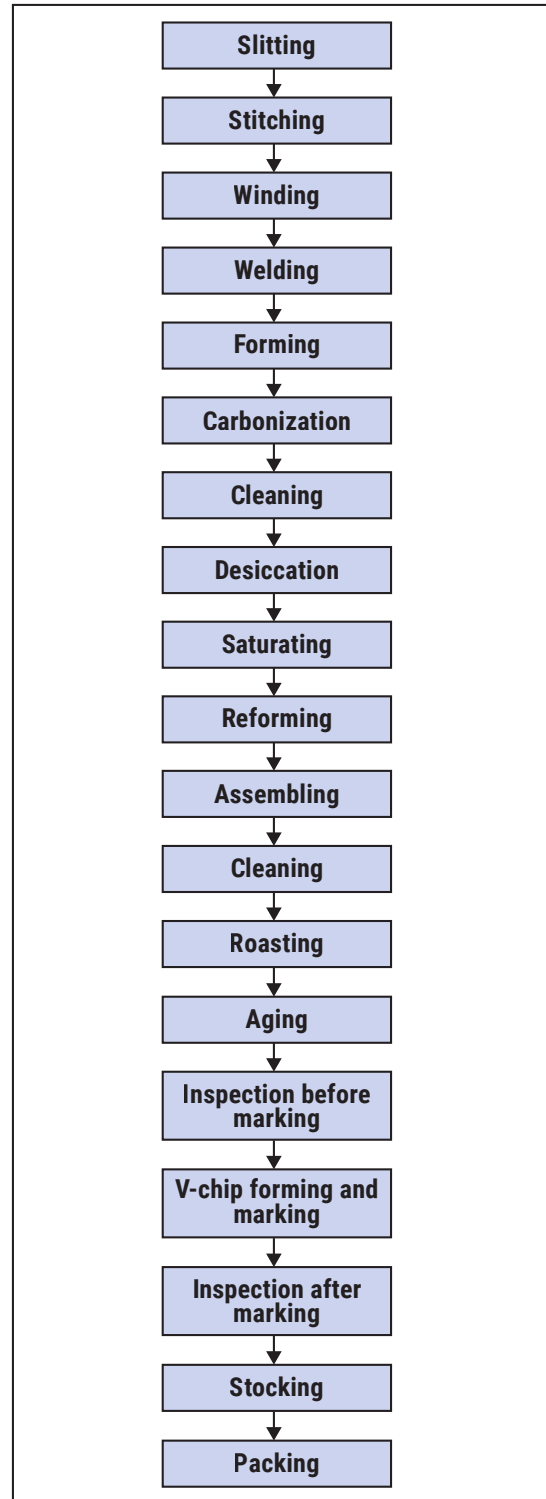 Slitting
Stitching
Winding
Welding
Forming
Carbonization
Cleaning
Desiccation
Saturating
Reforming
Assembling
Cleaning
Roasting
Aging
Inspection before
marking
V-chip forming and
marking
Inspection after
marking
Stocking
Packing